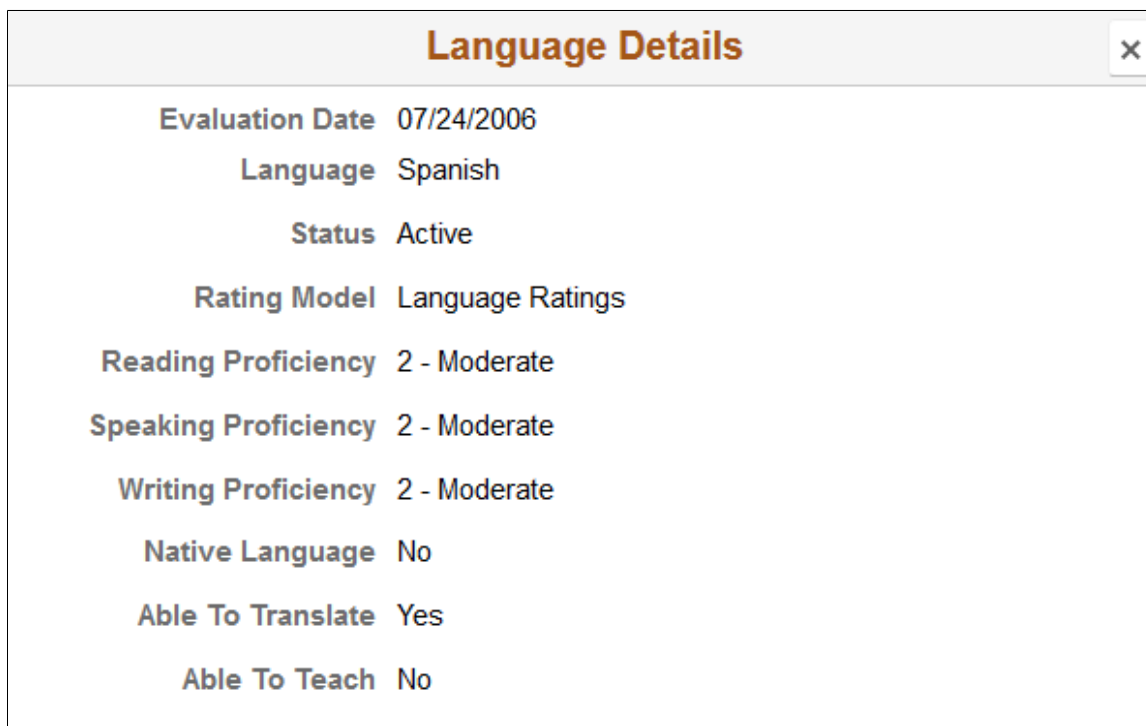 Language Details
×
Evaluation Date 07/24/2006
Language Spanish
Status Active
Rating Model Language Ratings
Reading Proficiency 2 - Moderate
Speaking Proficiency 2 - Moderate
Writing Proficiency 2 - Moderate
Native Language No
Able To Translate Yes
Able To Teach No